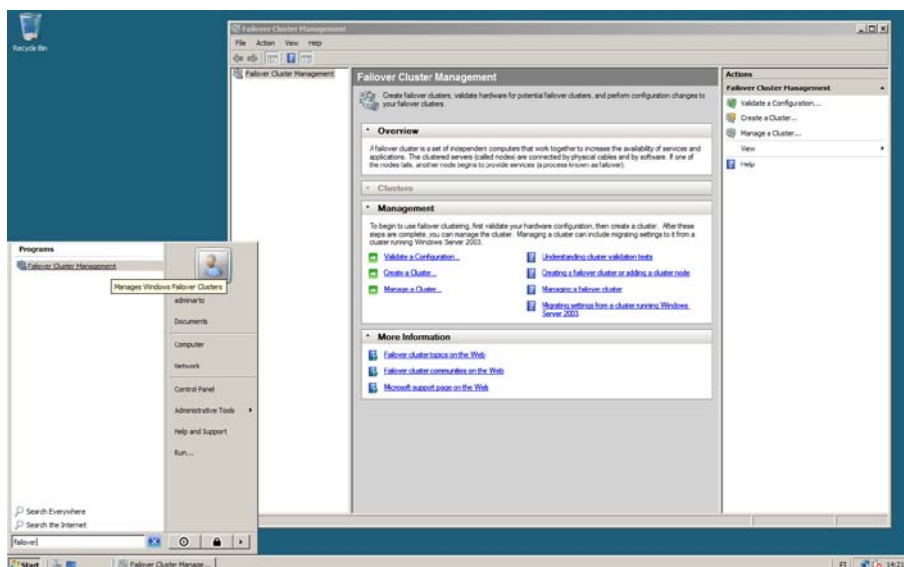 Recycle Bin
Failover Cluster Management
File Action View Help
Failover Cluster Management
Failover Cluster Management
Create failover clusters, validate hardware for potential failover clusters, and perform configuration changes to
your failover clusters.
Overview
A failover cluster is a set of independent computers that work together to increase the availability of services and
applications. The clustered servers (called nodes) are connected by physical cables and by software. If one of
the nodes fails, another node begins to provide services (a process known as failover).
Clusters
Management
To begin to use failover clustering, first validate your hardware configuration, then create a cluster. After these
steps are complete, you can manage the cluster. Managing a cluster can include migrating settings to it from a
cluster running Windows Server 2003.
Validate a Configuration...
Understanding cluster validation tests
Create a Cluster...
Creating a failover cluster or adding a cluster node
Manage a Cluster...
Managing a failover cluster
Migrating settings from a cluster running Windows
Server 2003
More Information
Failover cluster topics on the Web
Failover cluster communities on the Web
Microsoft support page on the Web
Actions
Failover Cluster Management
Validate a Configuration...
Create a Cluster...
Manage a Cluster...
View
Help
Programs
Failover Cluster Management
Manages Windows Failover Clusters
adminarto
Documents
Computer
Network
Control Panel
Administrative Tools
Help and Support
Run...
Search Everywhere
Search the Internet
failover
Start
Failover Cluster Manage...
FI
14:21